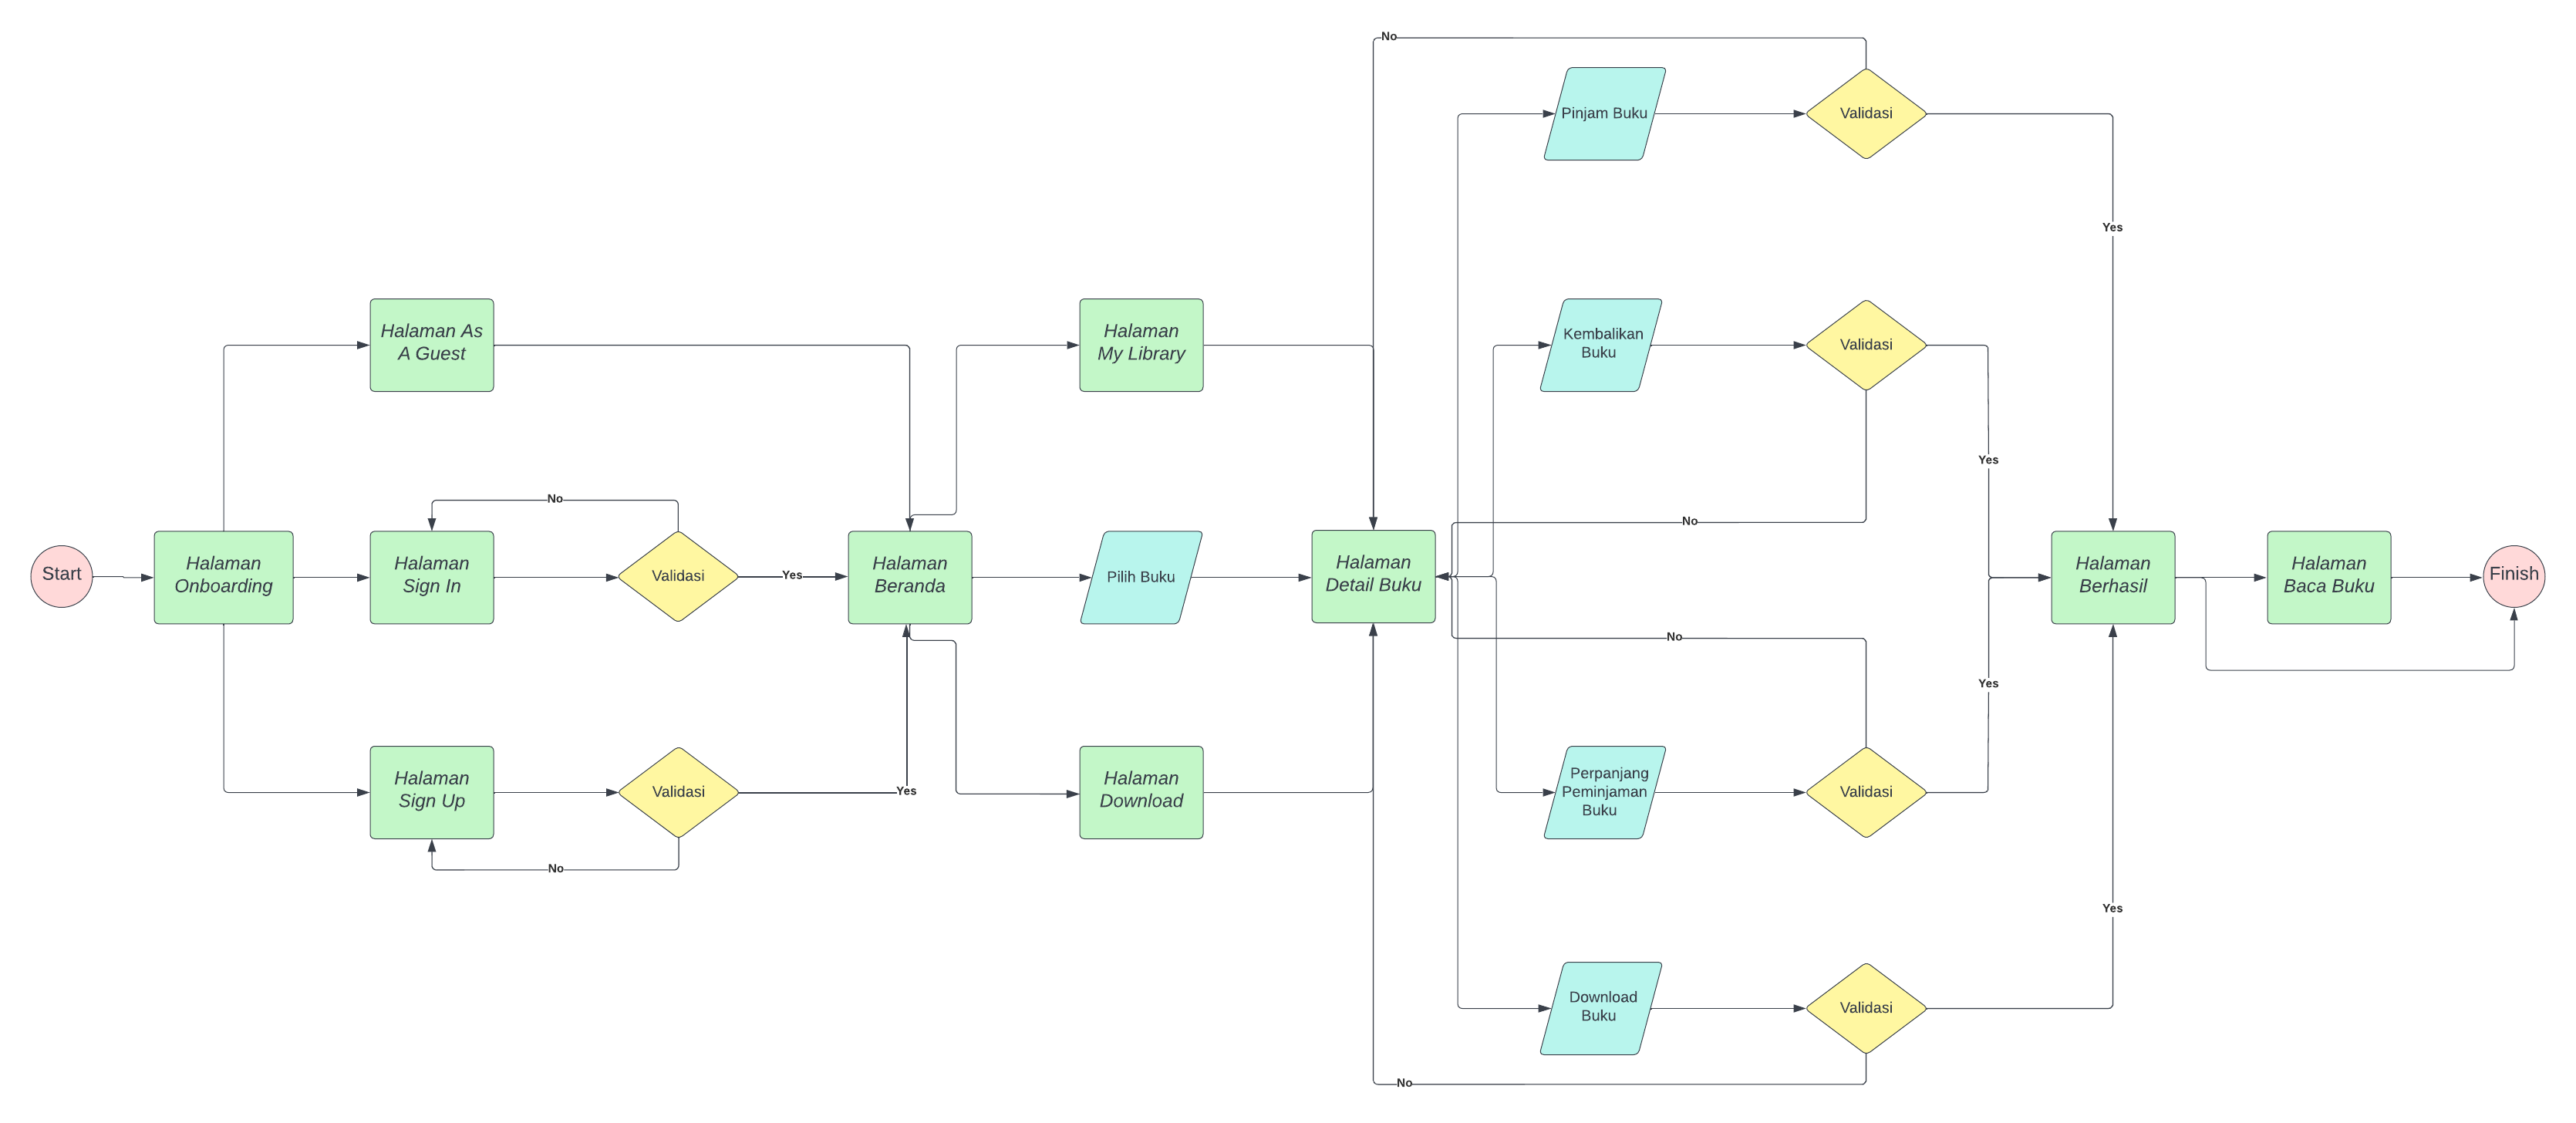 No
Pinjam Buku
Validasi
Yes
Halaman As
A Guest
Halaman
My Library
Kembalikan
Buku
Validasi
Yes
No
No
Start
Halaman
Onboarding
Halaman
Sign In
Validasi
Yes
Halaman
Beranda
Pilih Buku
Halaman
Detail Buku
Halaman
Berhasil
Halaman
Baca Buku
Finish
No
Yes
Halaman
Sign Up
Validasi
Yes
Halaman
Download
Perpanjang
Peminjaman
Buku
Validasi
No
Yes
Download
Buku
Validasi
No